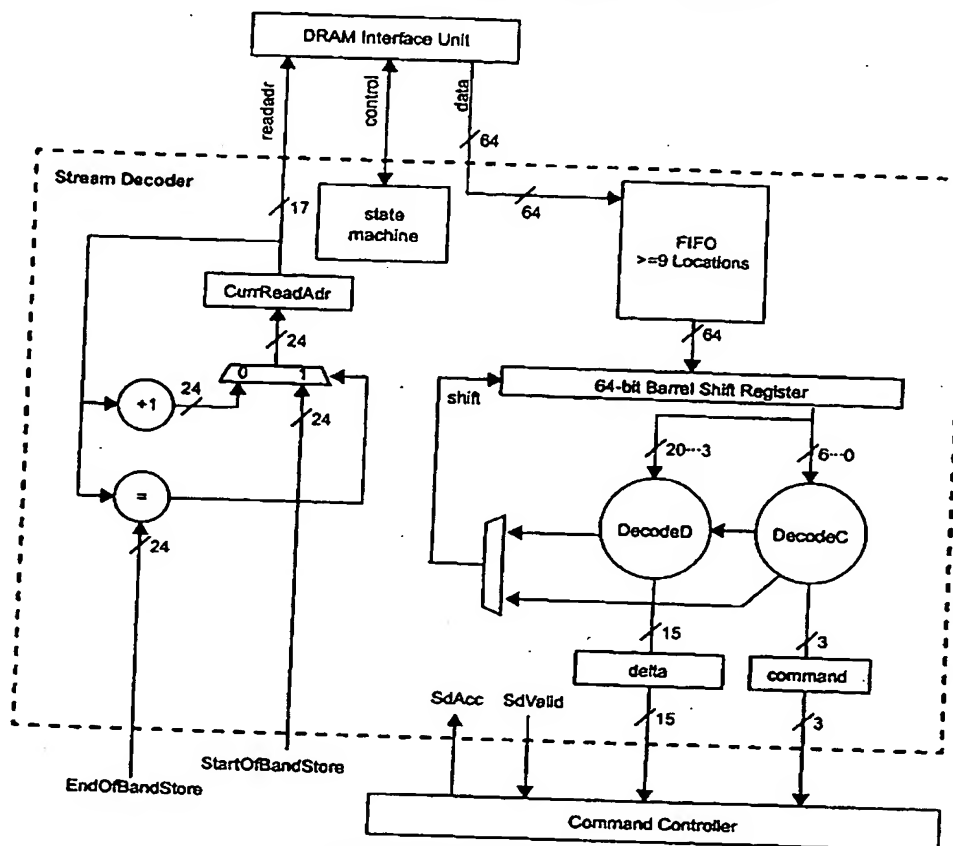 DRAM Interface Unit
readadr
control
data
64
Stream Decoder
17
state
machine
64
FIFO
>=9 Locations
CurrReadAdr
64
24
0 1
64-bit Barrel Shift Register
shift
24
+1
24
20---3
6---0
=
DecodeD
DecodeC
24
15
3
delta
command
SdAcc
SdValid
15
3
StartOfBandStore
EndOfBandStore
Command Controller